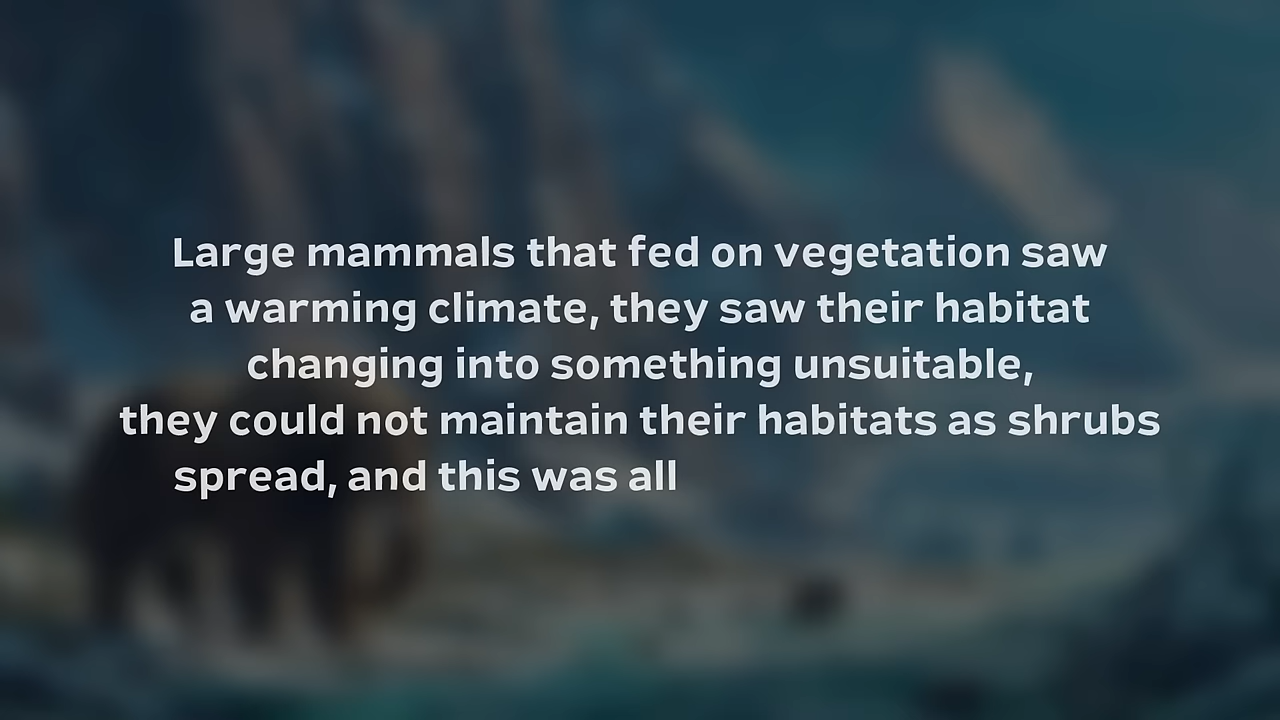 Large mammals that fed on vegetation saw
a warming climate, they saw their habitat
changing into something unsuitable,
they could not maintain their habitats as shrubs
spread, and this was all